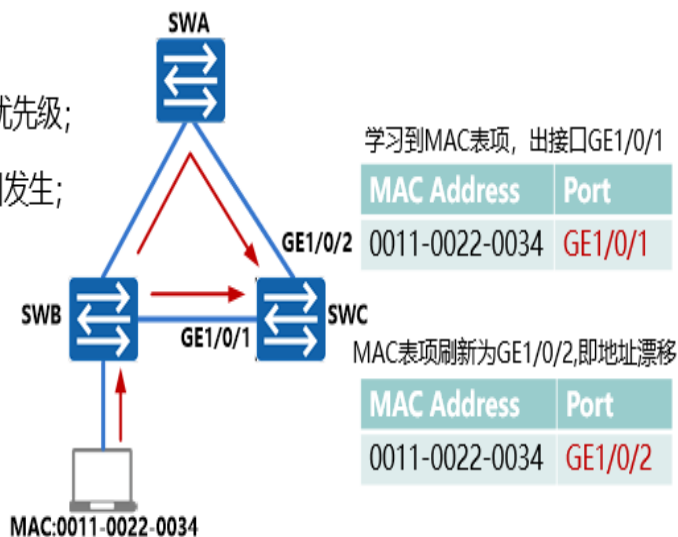 SWA
优先级；
学习到MAC表项，出接口GE1/0/1
MAC Address Port
0011-0022-0034 GE1/0/1
发生；
GE1/0/2
SWB
SWC
GE1/0/1
MAC表项刷新为GE1/0/2,即地址漂移
MAC Address Port
0011-0022-0034 GE1/0/2
MAC:0011-0022-0034